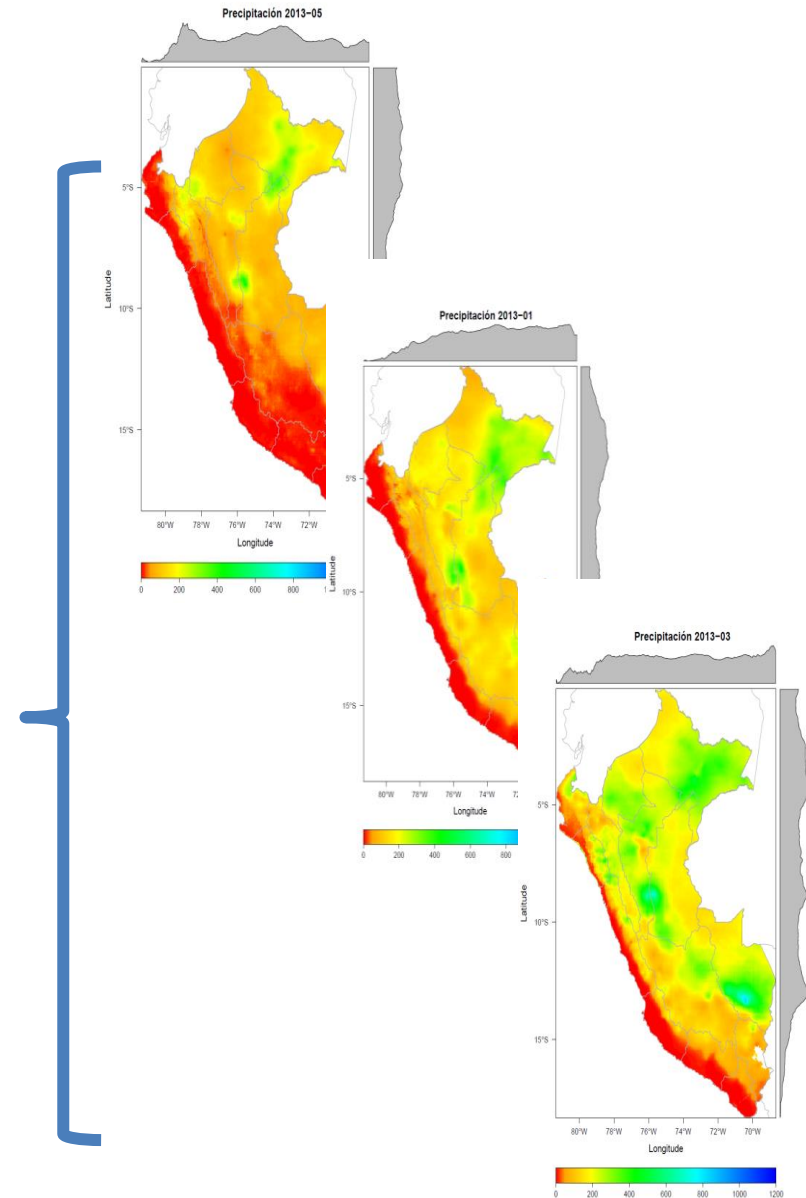 Precipitación 2013−05
Latitude
5°S
10°S
15°S
80°W 78°W 76°W 74°W 72°W
Longitude
0 200 400 600 800
Precipitación 2013−01
Latitude
5°S
10°S
15°S
80°W 78°W 76°W 74°W
Longitude
0 200 400 600 800
Precipitación 2013−03
Latitude
5°S
10°S
15°S
80°W 78°W 76°W 74°W 72°W 70°W
Longitude
0 200 400 600 800 1000 1200